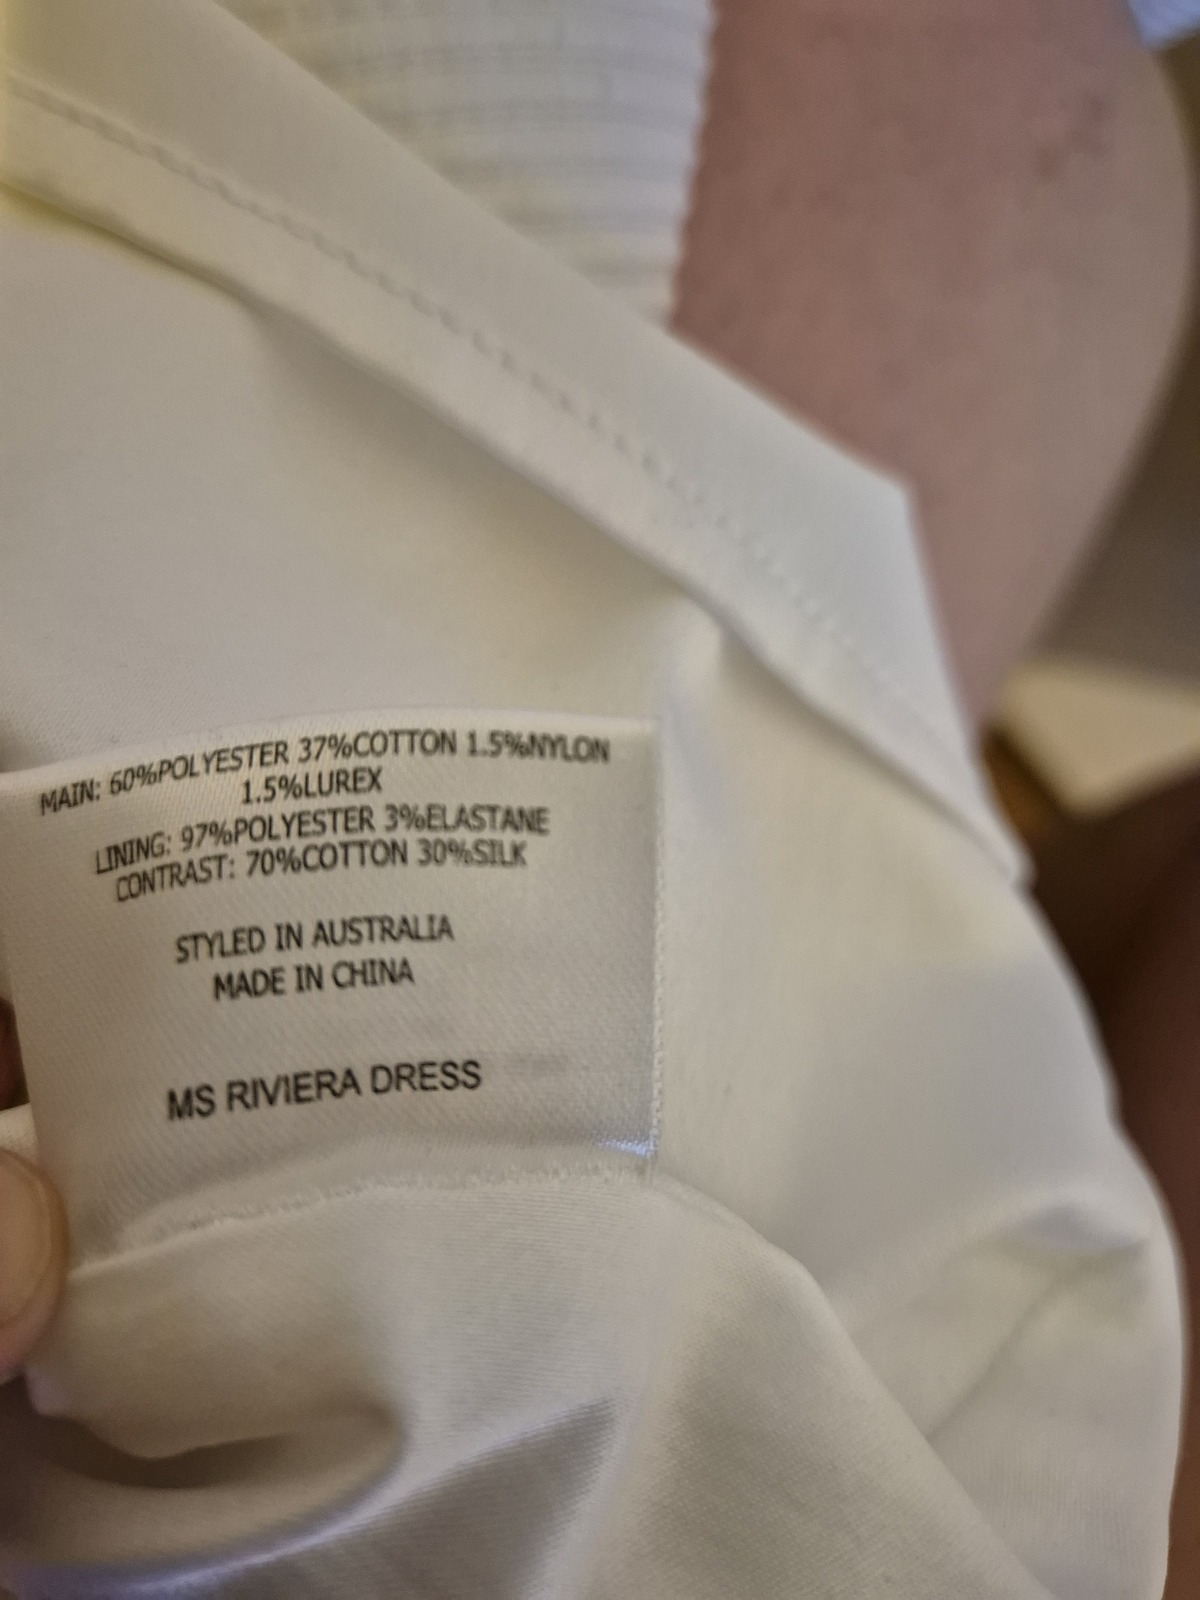 MAIN: 60%POLYESTER 37%COTTON 1.5%NYLON
1.5%LUREX
LINING: 97%POLYESTER 3%ELASTANE
CONTRAST: 70%COTTON 30%SILK
STYLED IN AUSTRALIA
MADE IN CHINA
MS RIVIERA DRESS